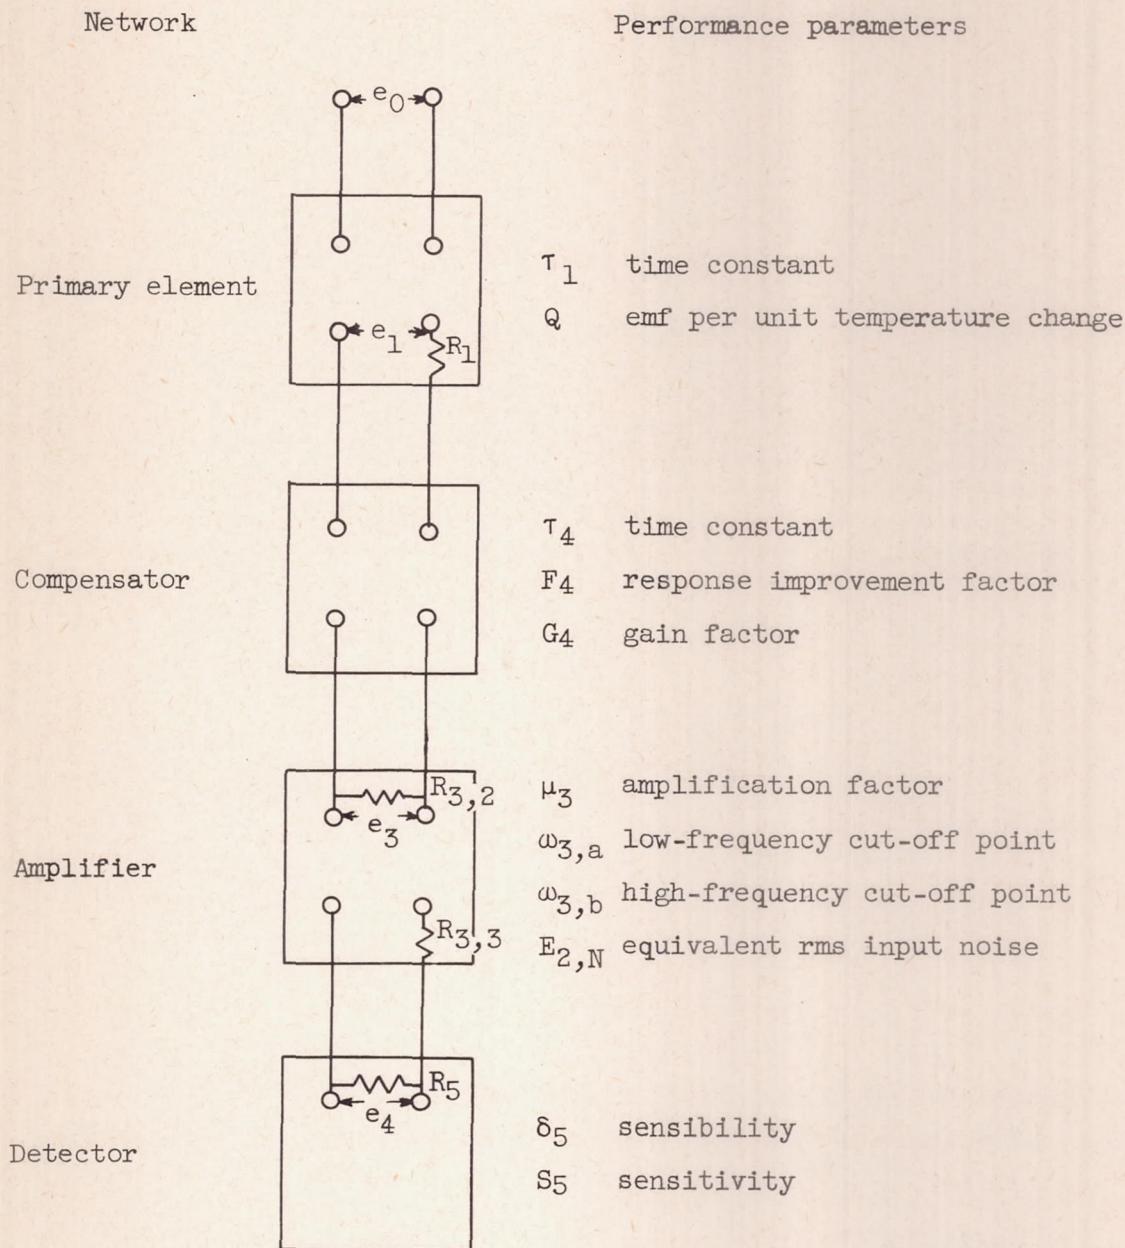 Network Performance parameters
e0
Primary element
τ1 time constant
Q emf per unit temperature change
e1 R1
Compensator
τ4 time constant
F4 response improvement factor
G4 gain factor
R3,2
e3
Amplifier
μ3 amplification factor
ω3,a low-frequency cut-off point
ω3,b high-frequency cut-off point
R3,3
E2,N equivalent rms input noise
R5
e4
Detector
δ5 sensibility
S5 sensitivity